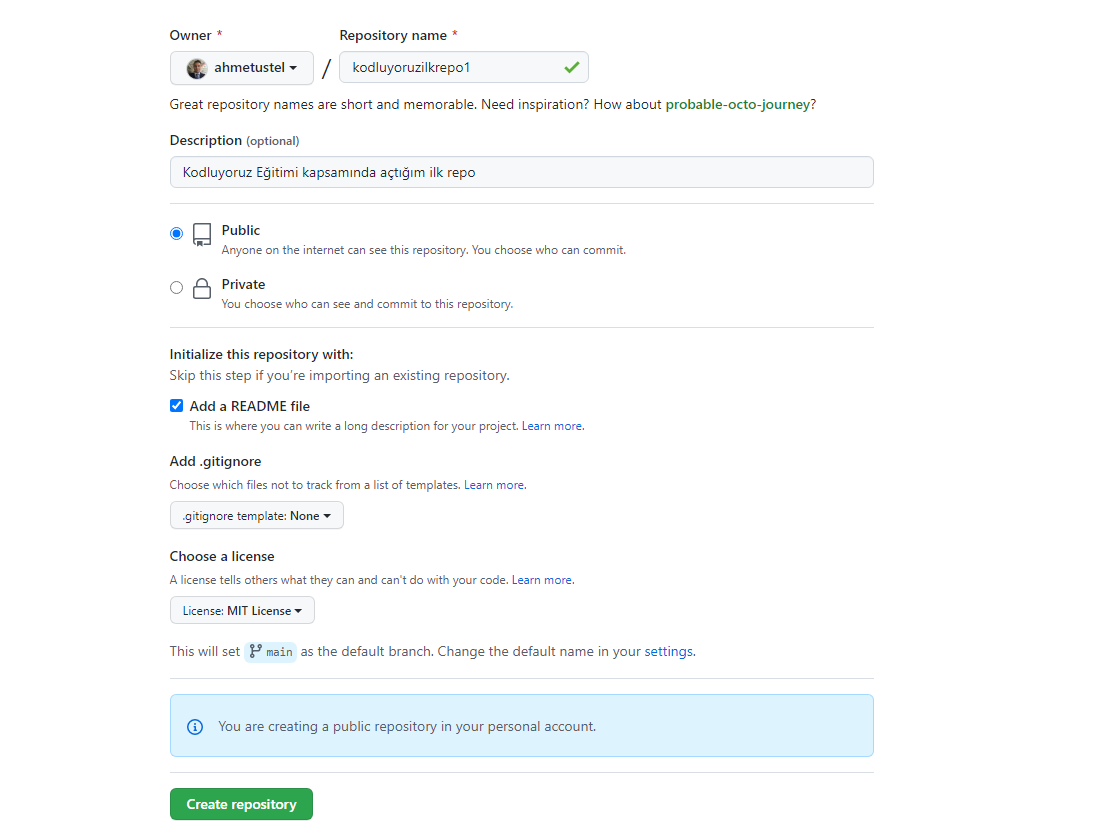 Owner *
Repository name *
ahmetustel / kodluyoruzilkrepo1
Great repository names are short and memorable. Need inspiration? How about probable-octo-journey?
Description (optional)
Kodluyoruz Eğitimi kapsamında açtığım ilk repo
Public
Anyone on the internet can see this repository. You choose who can commit.
Private
You choose who can see and commit to this repository.
Initialize this repository with:
Skip this step if you’re importing an existing repository.
Add a README file
This is where you can write a long description for your project. Learn more.
Add .gitignore
Choose which files not to track from a list of templates. Learn more.
.gitignore template: None
Choose a license
A license tells others what they can and can't do with your code. Learn more.
License: MIT License
This will set main as the default branch. Change the default name in your settings.
You are creating a public repository in your personal account.
Create repository